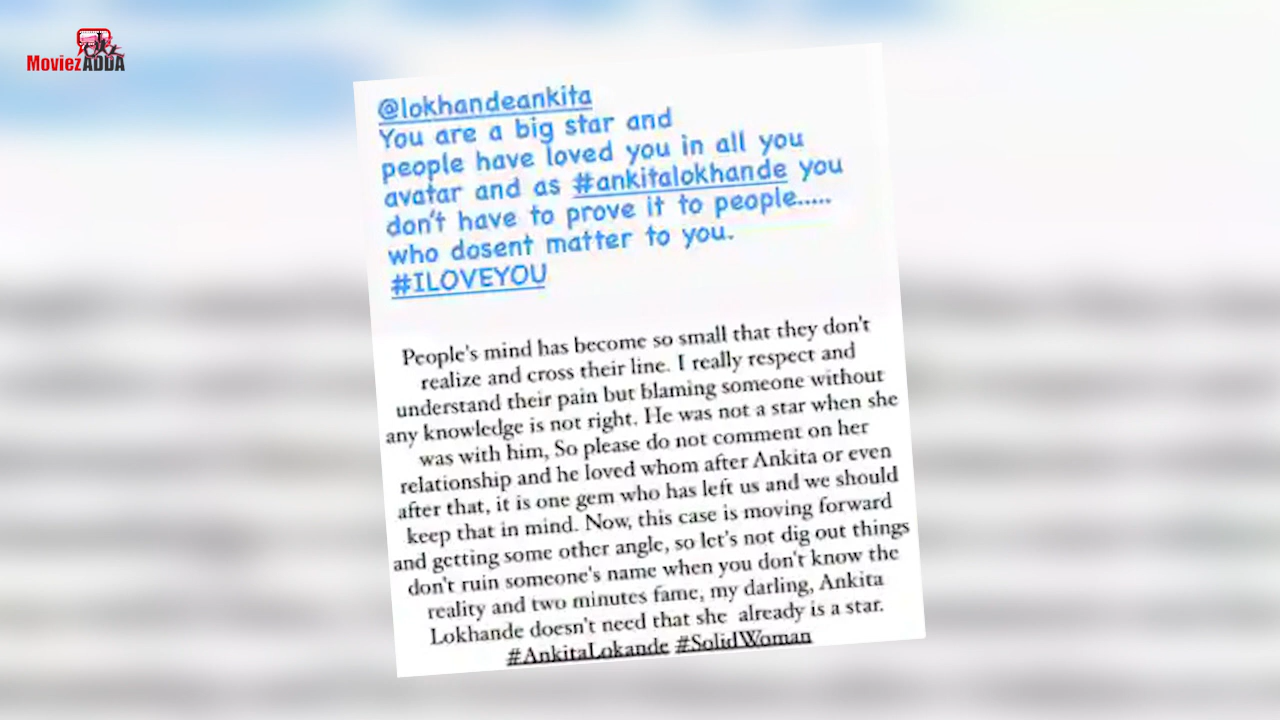 MoviezADDA
@lokhandeankita
You are a big star and
people have loved you in all you
avatar and as #ankitalokhande you
don't have to prove it to people.....
who dosent matter to you.
#ILOVEYOU
People's mind has become so small that they don't
realize and cross their line. I really respect and
understand their pain but blaming someone without
any knowledge is not right. He was not a star when she
was with him, So please do not comment on her
relationship and he loved whom after Ankita or even
after that, it is one gem who has left us and we should
keep that in mind. Now, this case is moving forward
and getting some other angle, so let's not dig out things
don't ruin someone's name when you don't know the
reality and two minutes fame, my darling, Ankita
Lokhande doesn't need that she already is a star.
#AnkitaLokande #SolidWoman